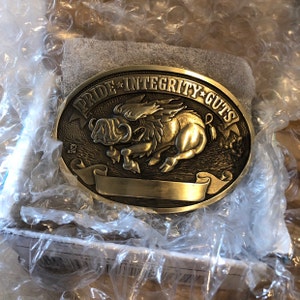 PRIDE ★ INTEGRITY ★ GUTS